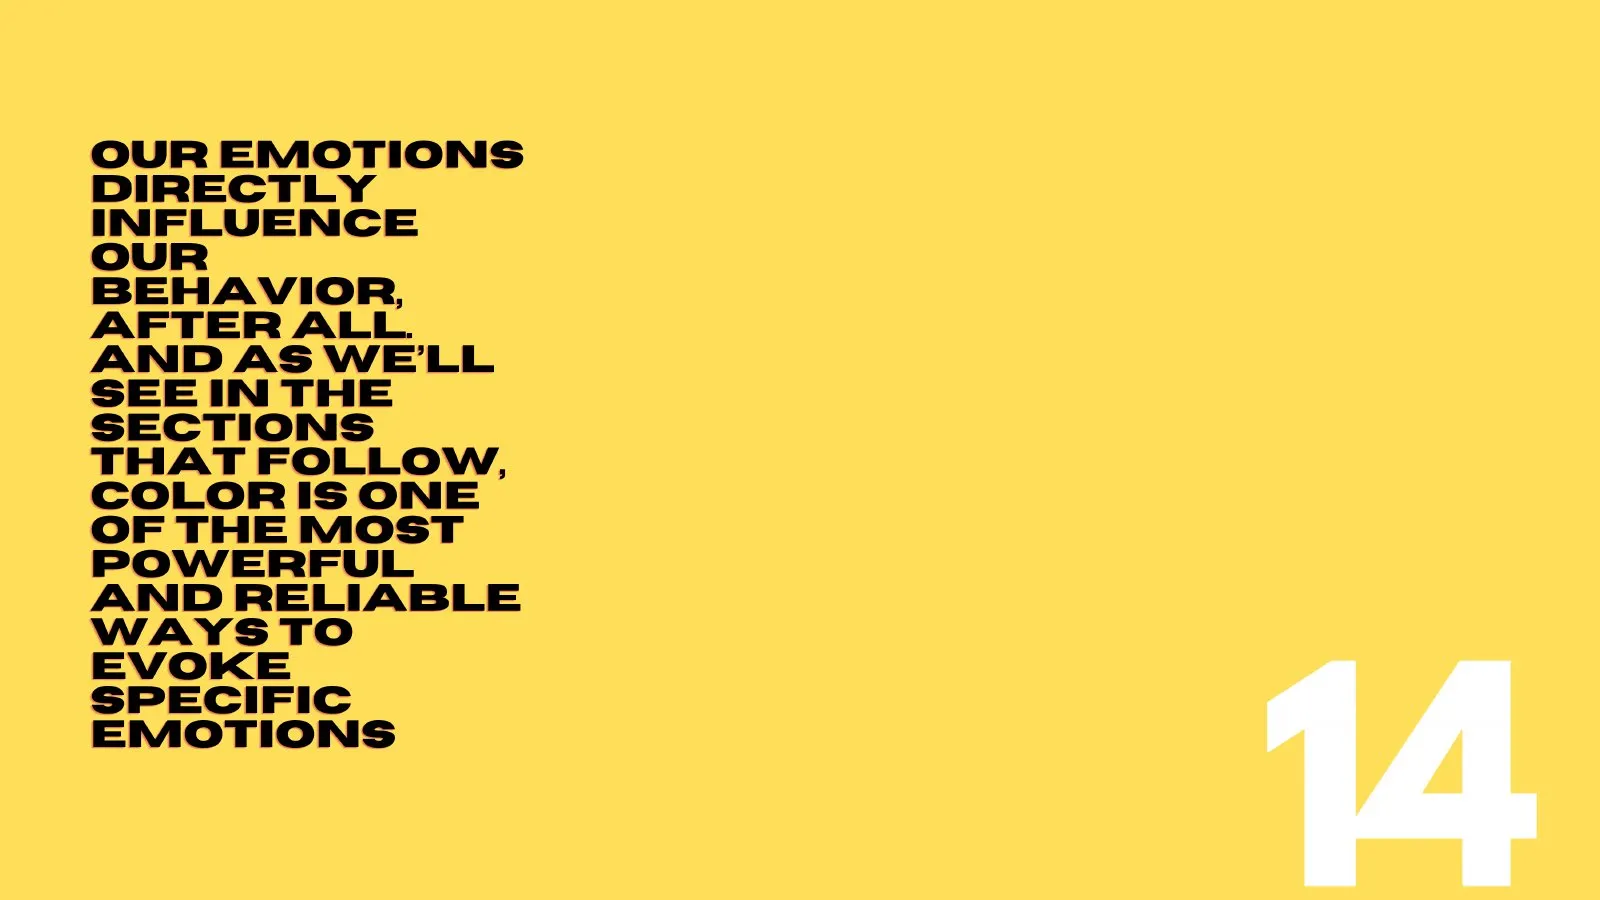 OUR EMOTIONS
DIRECTLY
INFLUENCE
OUR
BEHAVIOR,
AFTER ALL.
AND AS WE’LL
SEE IN THE
SECTIONS
THAT FOLLOW,
COLOR IS ONE
OF THE MOST
POWERFUL
AND RELIABLE
WAYS TO
EVOKE
SPECIFIC
EMOTIONS
14